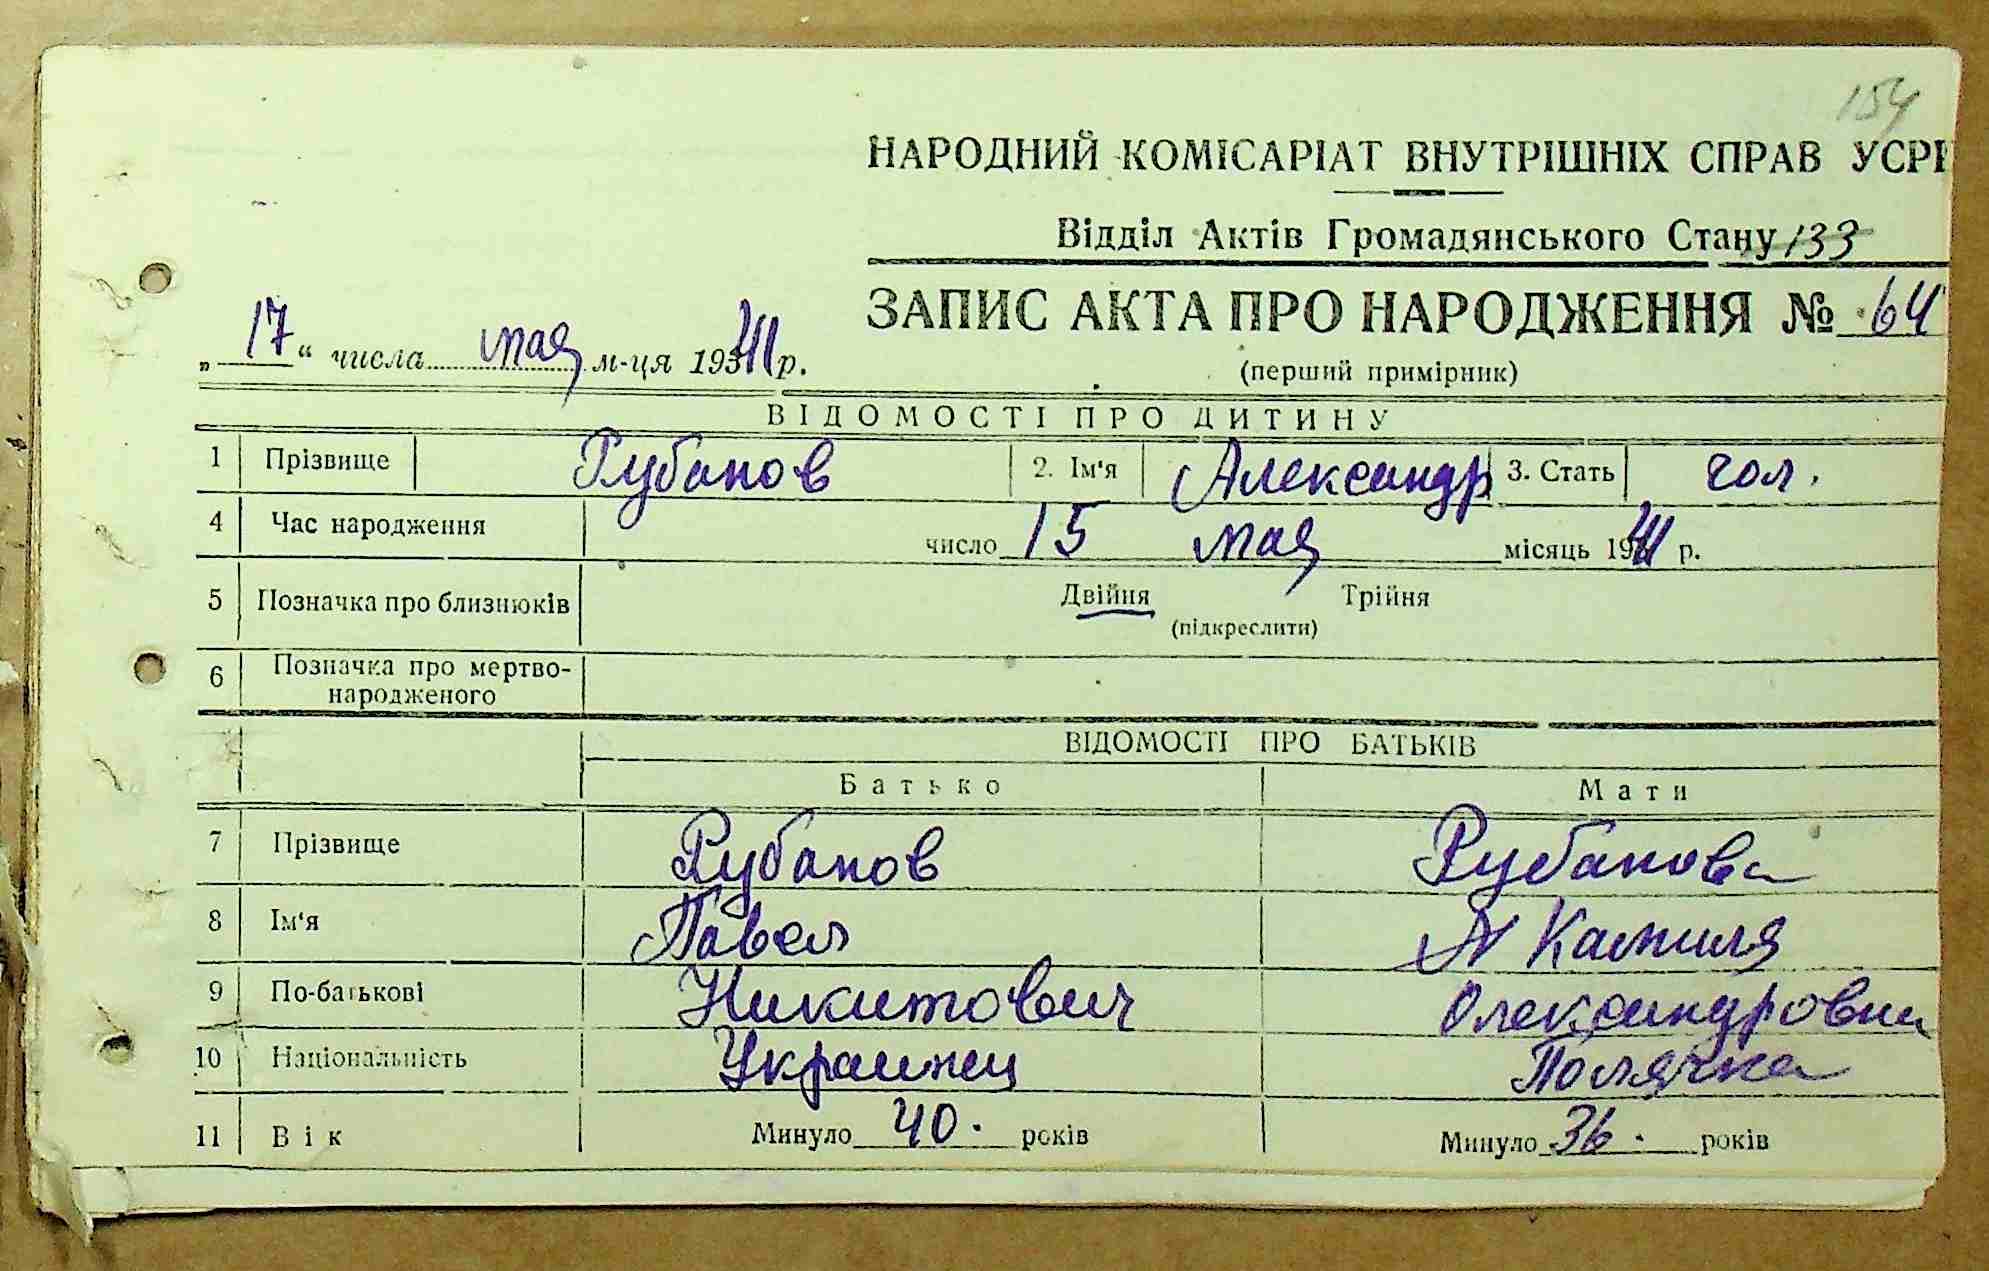 154
НАРОДНИЙ КОМІСАРІАТ ВНУТРІШНІХ СПРАВ УСРР
Відділ Актів Громадянського Стану 133
ЗАПИС АКТА ПРО НАРОДЖЕННЯ № 64
„17“ числа мая м-ця 1941 р.
(перший примірник)
ВІДОМОСТІ ПРО ДИТИНУ
1 Прізвище Рубанов 2. Ім'я Александр 3. Стать чол.
4 Час народження число 15 мая місяць 1941 р.
5 Позначка про близнюків Двійня Трійня
(підкреслити)
6 Позначка про мертво-
народженого
ВІДОМОСТІ ПРО БАТЬКІВ
Батько Мати
7 Прізвище Рубанов Рубанова
8 Ім'я Павел Камиля
9 По-батькові Никитович Олександровна
10 Національність Украинец Полячка
11 Вік Минуло 40. років Минуло 36. років